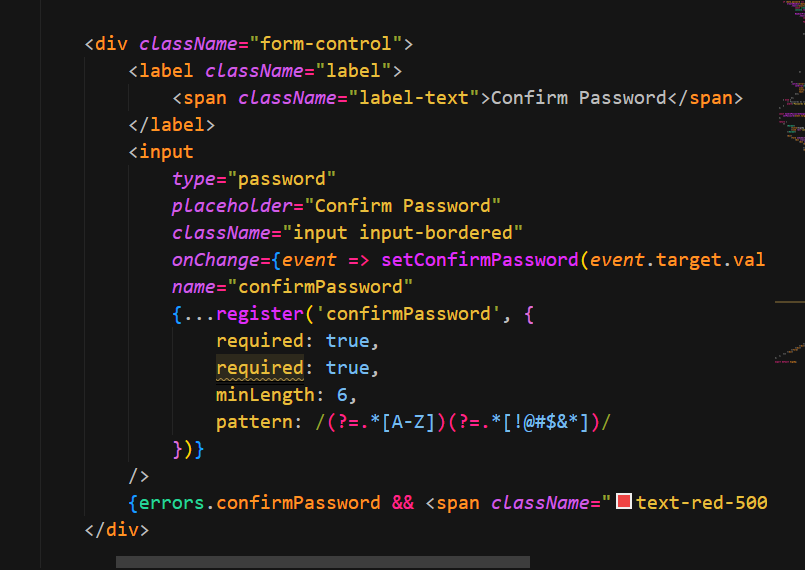 <div className="form-control">
<label className="label">
<span className="label-text">Confirm Password</span>
</label>
<input
type="password"
placeholder="Confirm Password"
className="input input-bordered"
onChange={event => setConfirmPassword(event.target.val
name="confirmPassword"
{...register('confirmPassword', {
required: true,
required: true,
minLength: 6,
pattern: /(?=.*[A-Z])(?=.*[!@#$&*])/
})}
/>
{errors.confirmPassword && <span className="text-red-500
</div>